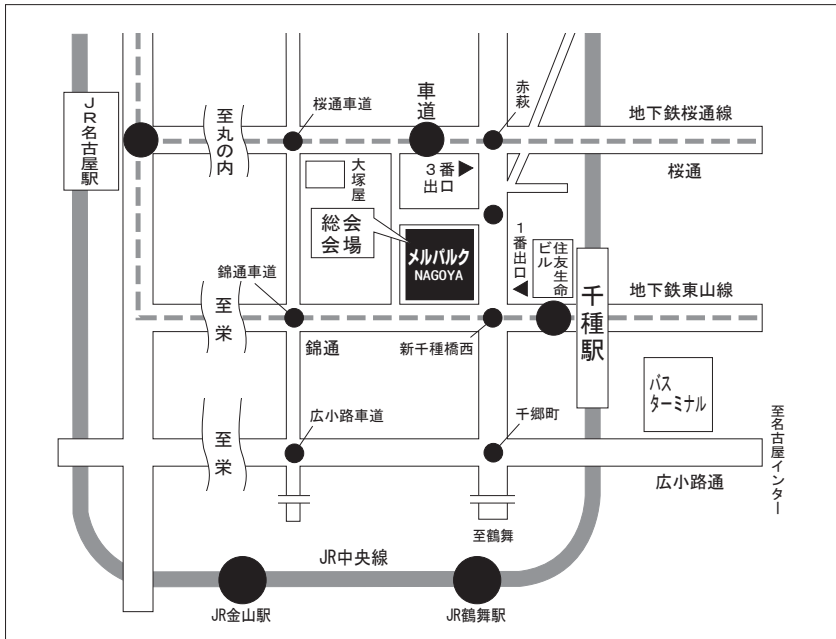 JR名古屋駅
至丸の内
桜通車道
車道
赤萩
地下鉄桜通線
桜通
大塚屋
3番
出口
総会
会場
メルパルク
NAGOYA
1番出口
住友生命
ビル
千種駅
地下鉄東山線
錦通車道
至栄
錦通
新千種橋西
バス
ターミナル
至栄
広小路車道
千郷町
至名古屋インター
広小路通
至鶴舞
JR中央線
JR金山駅
JR鶴舞駅